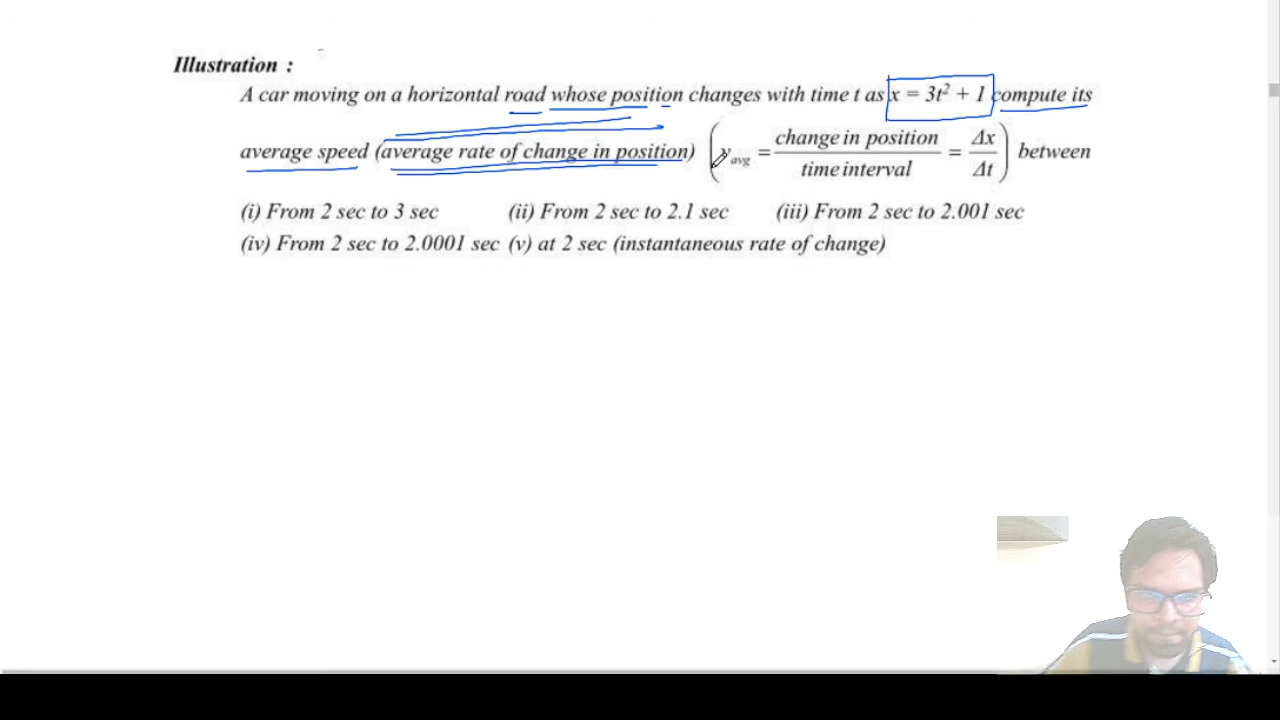 Illustration :
A car moving on a horizontal road whose position changes with time t as x = 3t² + 1 compute its
average speed (average rate of change in position) (v_avg = change in position / time interval = Δx / Δt) between
(i) From 2 sec to 3 sec (ii) From 2 sec to 2.1 sec (iii) From 2 sec to 2.001 sec
(iv) From 2 sec to 2.0001 sec (v) at 2 sec (instantaneous rate of change)